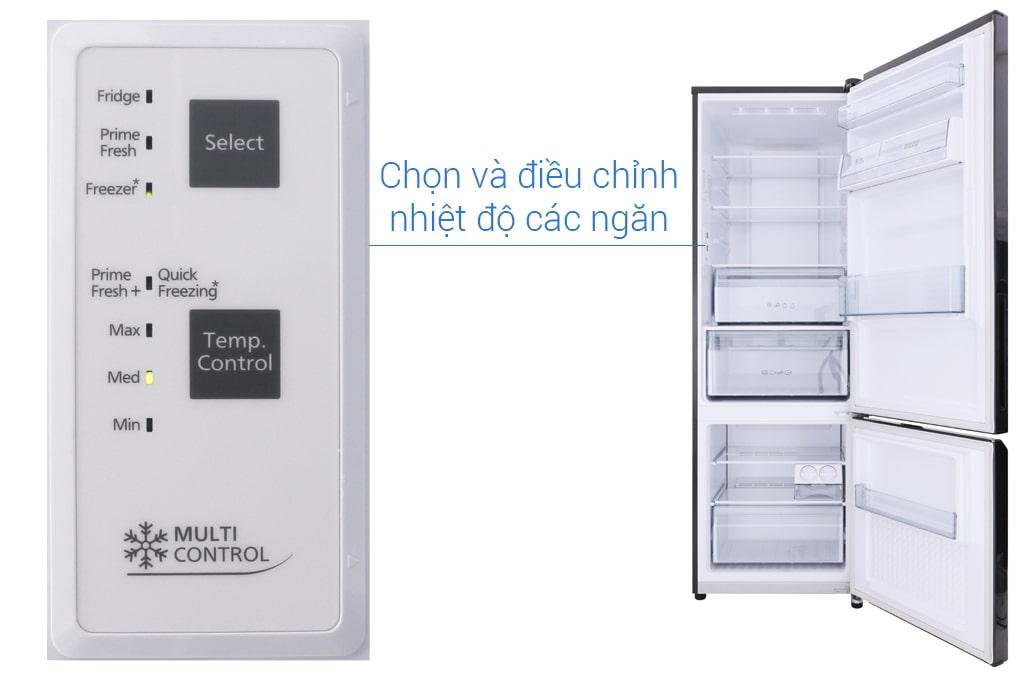 Fridge
Prime
Fresh
Freezer*
Select
Prime
Fresh +
Quick
Freezing*
Max
Med
Min
Temp.
Control
MULTI
CONTROL
Chọn và điều chỉnh
nhiệt độ các ngăn